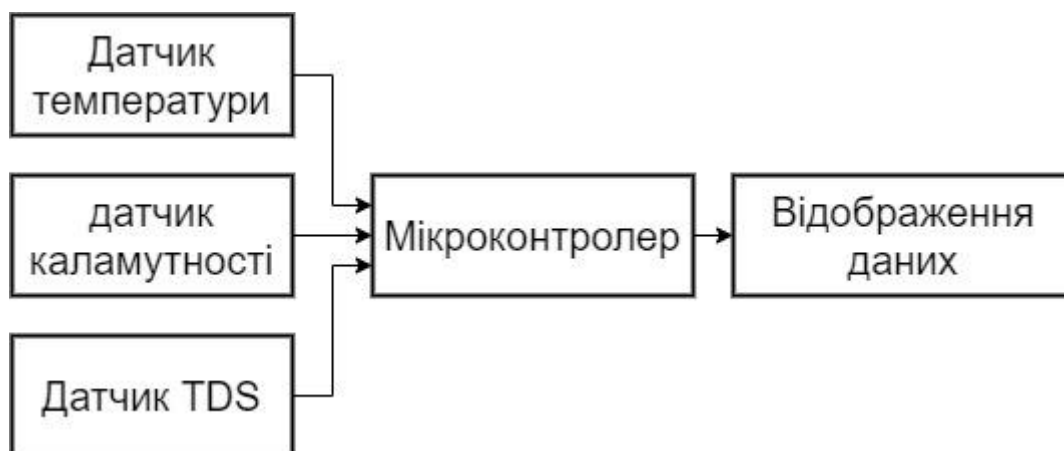 Датчик
температури
датчик
каламутності
Датчик TDS
Мікроконтролер
Відображення
даних